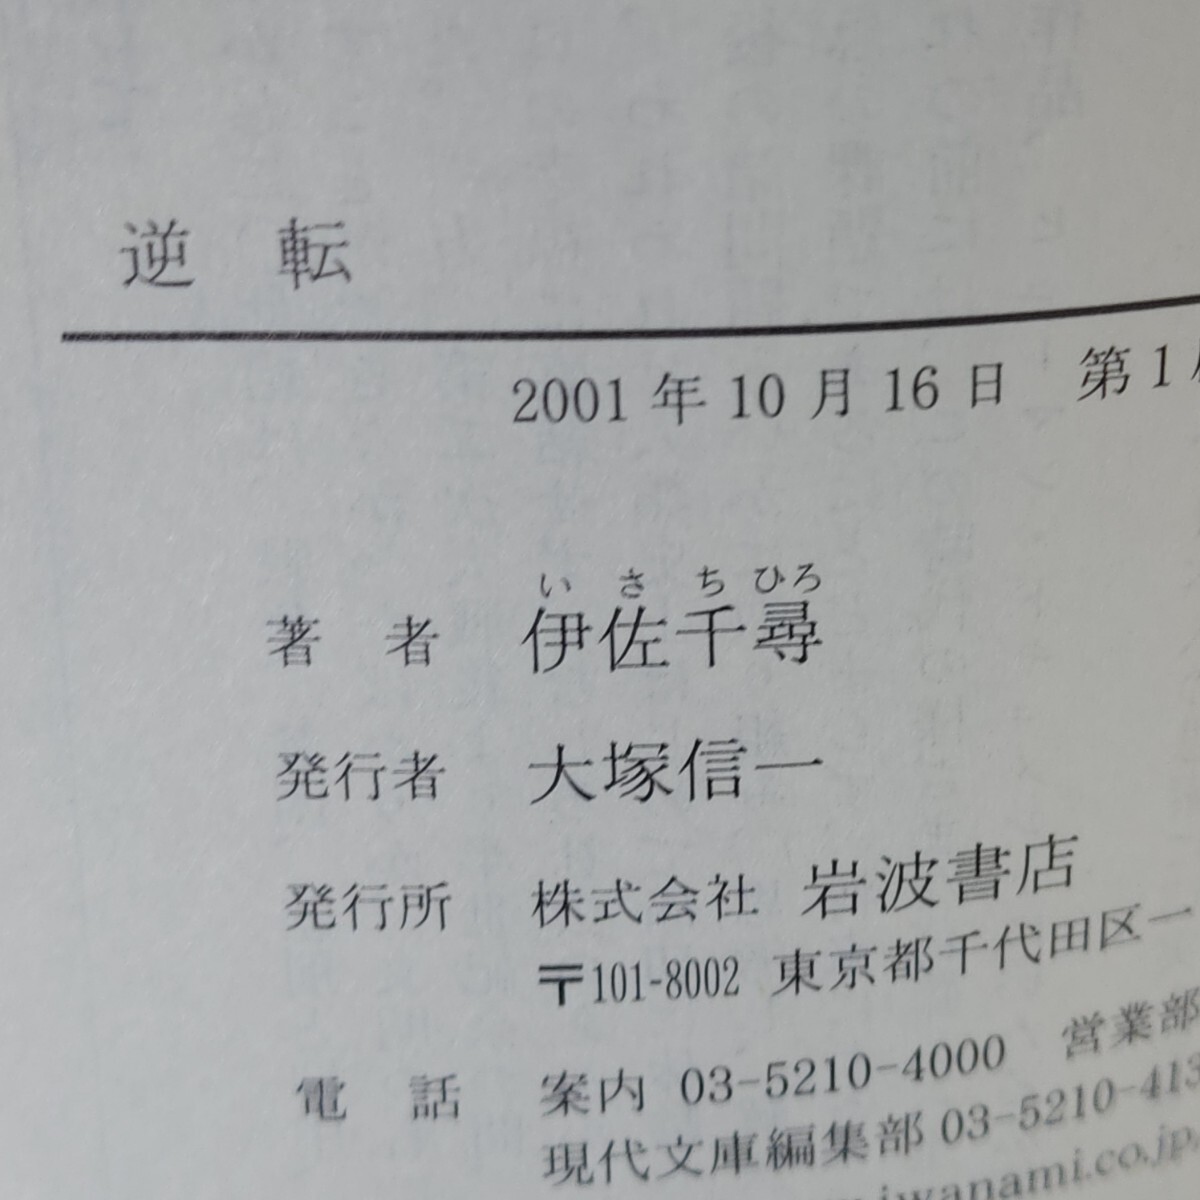 逆 転
2001年10月16日 第1
いさちひろ
著 者 伊佐千尋
発行者 大塚信一
発行所 株式会社 岩波書店
〒101-8002 東京都千代田区一
電 話 案内 03-5210-4000 営業部
現代文庫編集部 03-5210-413
iwanami.co.jp